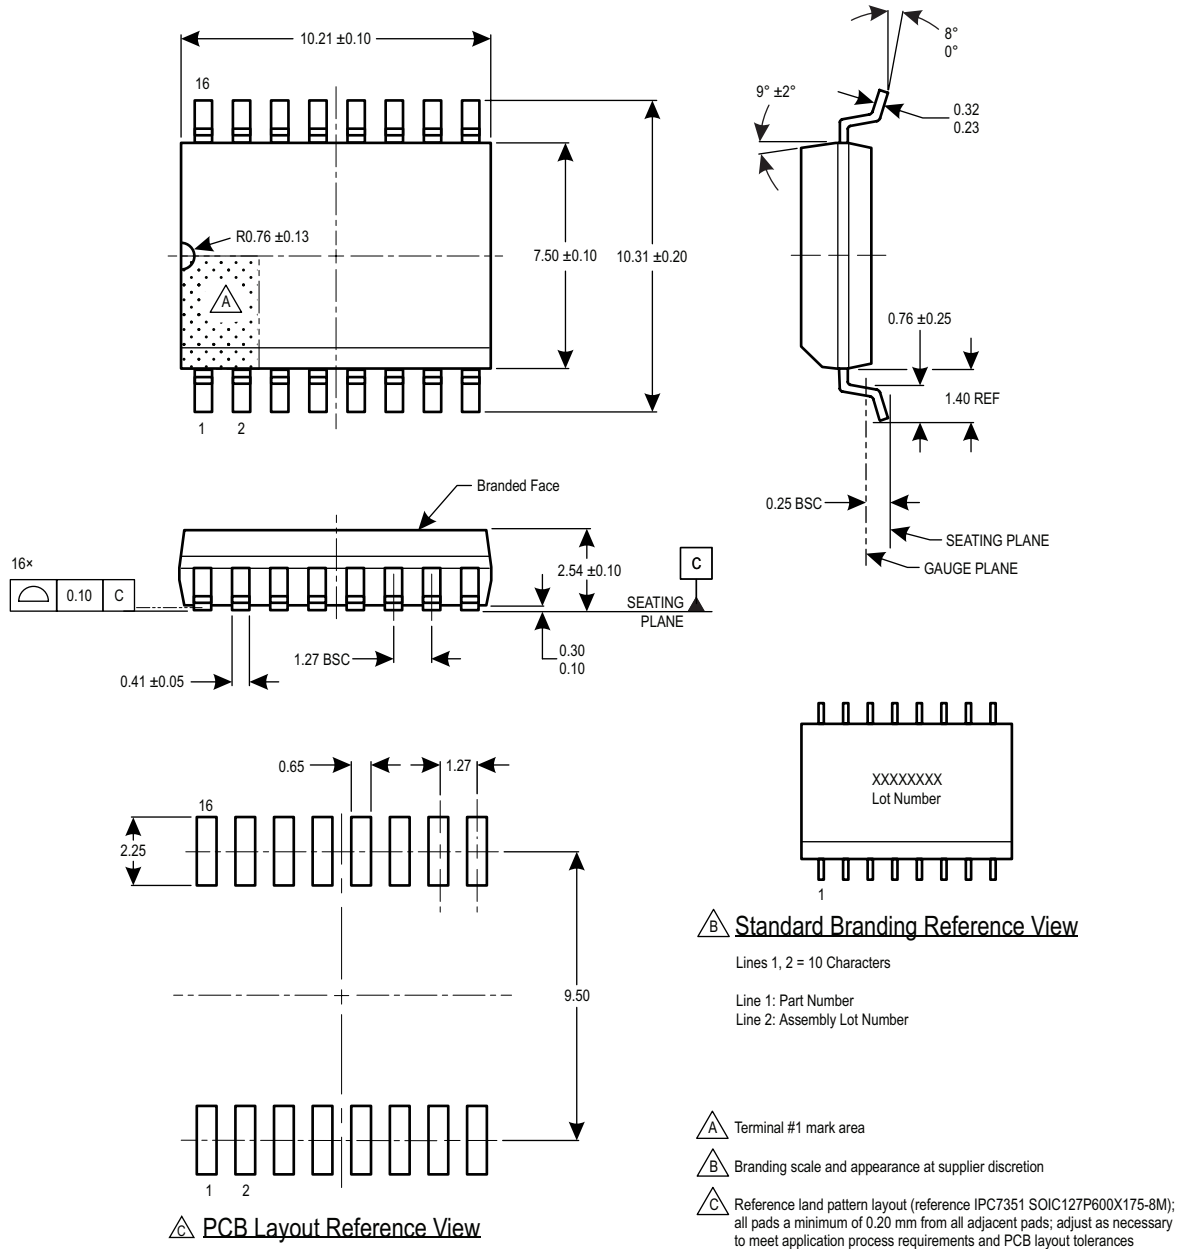 10.21 ±0.10
16
R0.76 ±0.13
A
7.50 ±0.10
10.31 ±0.20
1 2
8°
0°
9° ±2°
0.32
0.23
0.76 ±0.25
1.40 REF
0.25 BSC
SEATING PLANE
GAUGE PLANE
Branded Face
16×
0.10 C
2.54 ±0.10
C
SEATING
PLANE
1.27 BSC
0.30
0.10
0.41 ±0.05
XXXXXXXX
Lot Number
1
B Standard Branding Reference View
Lines 1, 2 = 10 Characters
Line 1: Part Number
Line 2: Assembly Lot Number
0.65
1.27
16
2.25
9.50
1 2
C PCB Layout Reference View
A Terminal #1 mark area
B Branding scale and appearance at supplier discretion
C Reference land pattern layout (reference IPC7351 SOIC127P600X175-8M);
all pads a minimum of 0.20 mm from all adjacent pads; adjust as necessary
to meet application process requirements and PCB layout tolerances